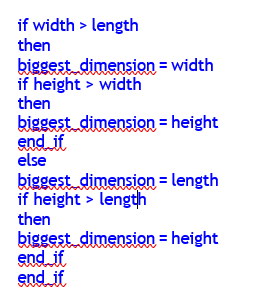 if width > length
then
biggest_dimension = width
if height > width
then
biggest_dimension = height
end_if
else
biggest_dimension = length
if height > length
then
biggest_dimension = height
end_if
end_if